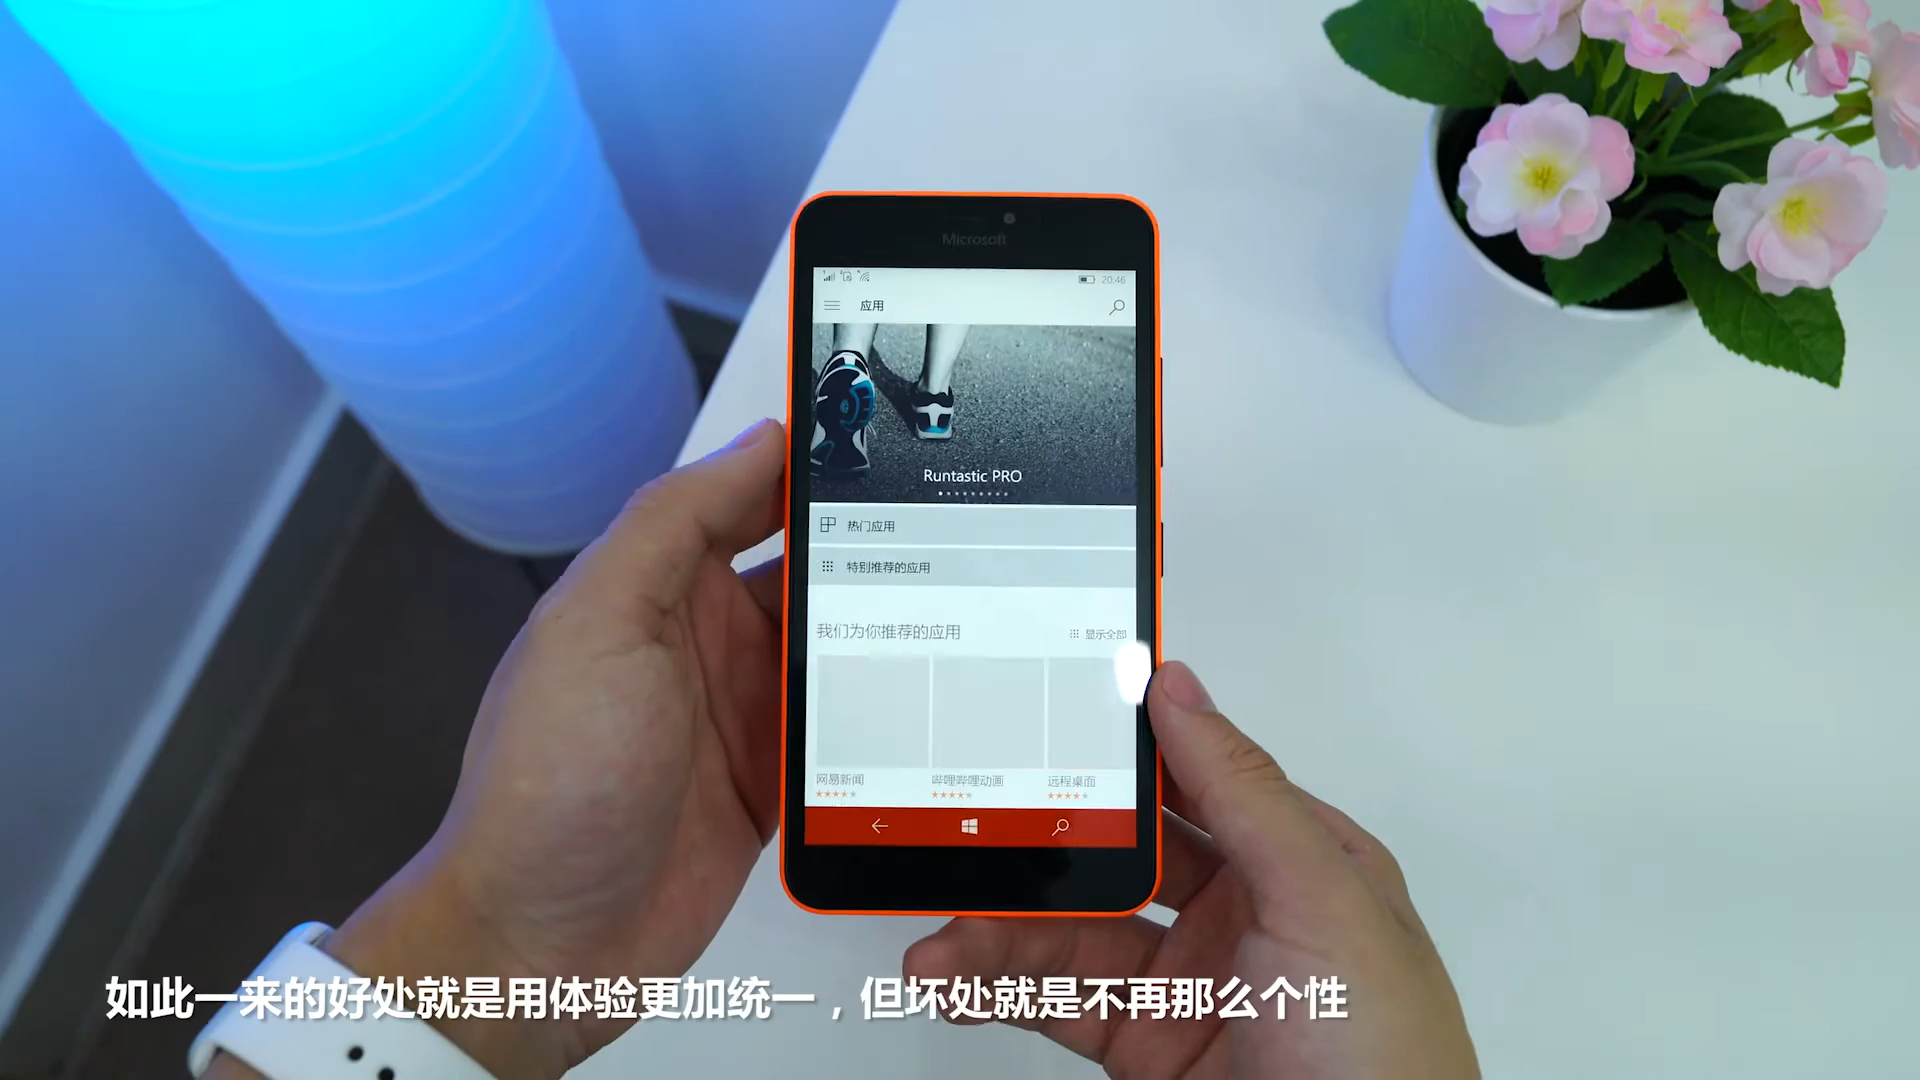 Microsoft
20:46
应用
Runtastic PRO
热门应用
特别推荐的应用
我们为你推荐的应用
显示全部
网易新闻
哔哩哔哩动画
远程桌面
如此一来的好处就是用体验更加统一，但坏处就是不再那么个性